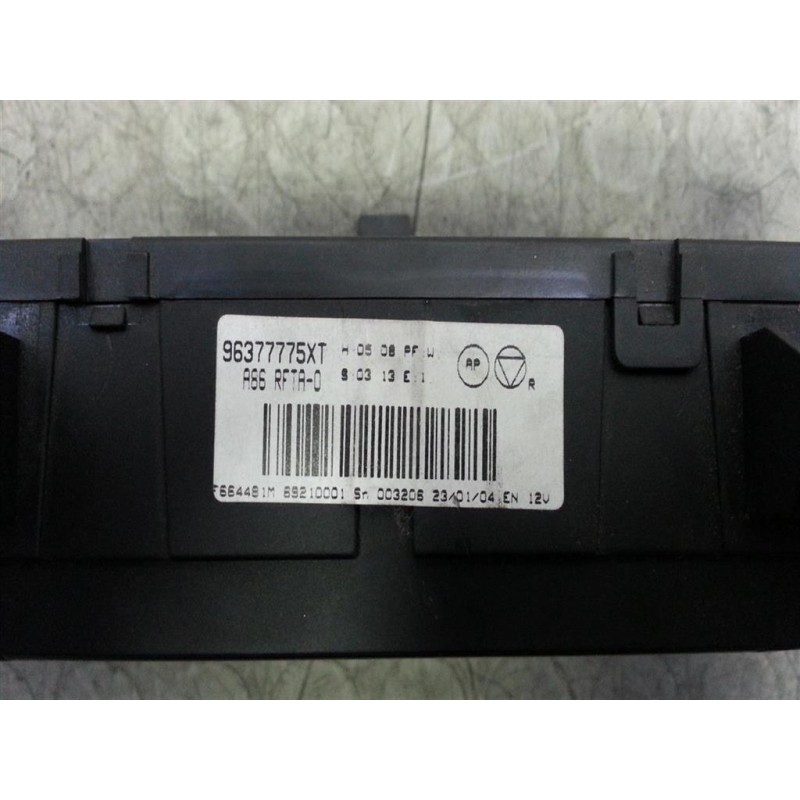 96377775XT H 05 08 PF W
A66 RFTA-0 S 03 13 E 1
AP
R
F664481M 69210001 Sn 003206 23/01/04 EN 12V